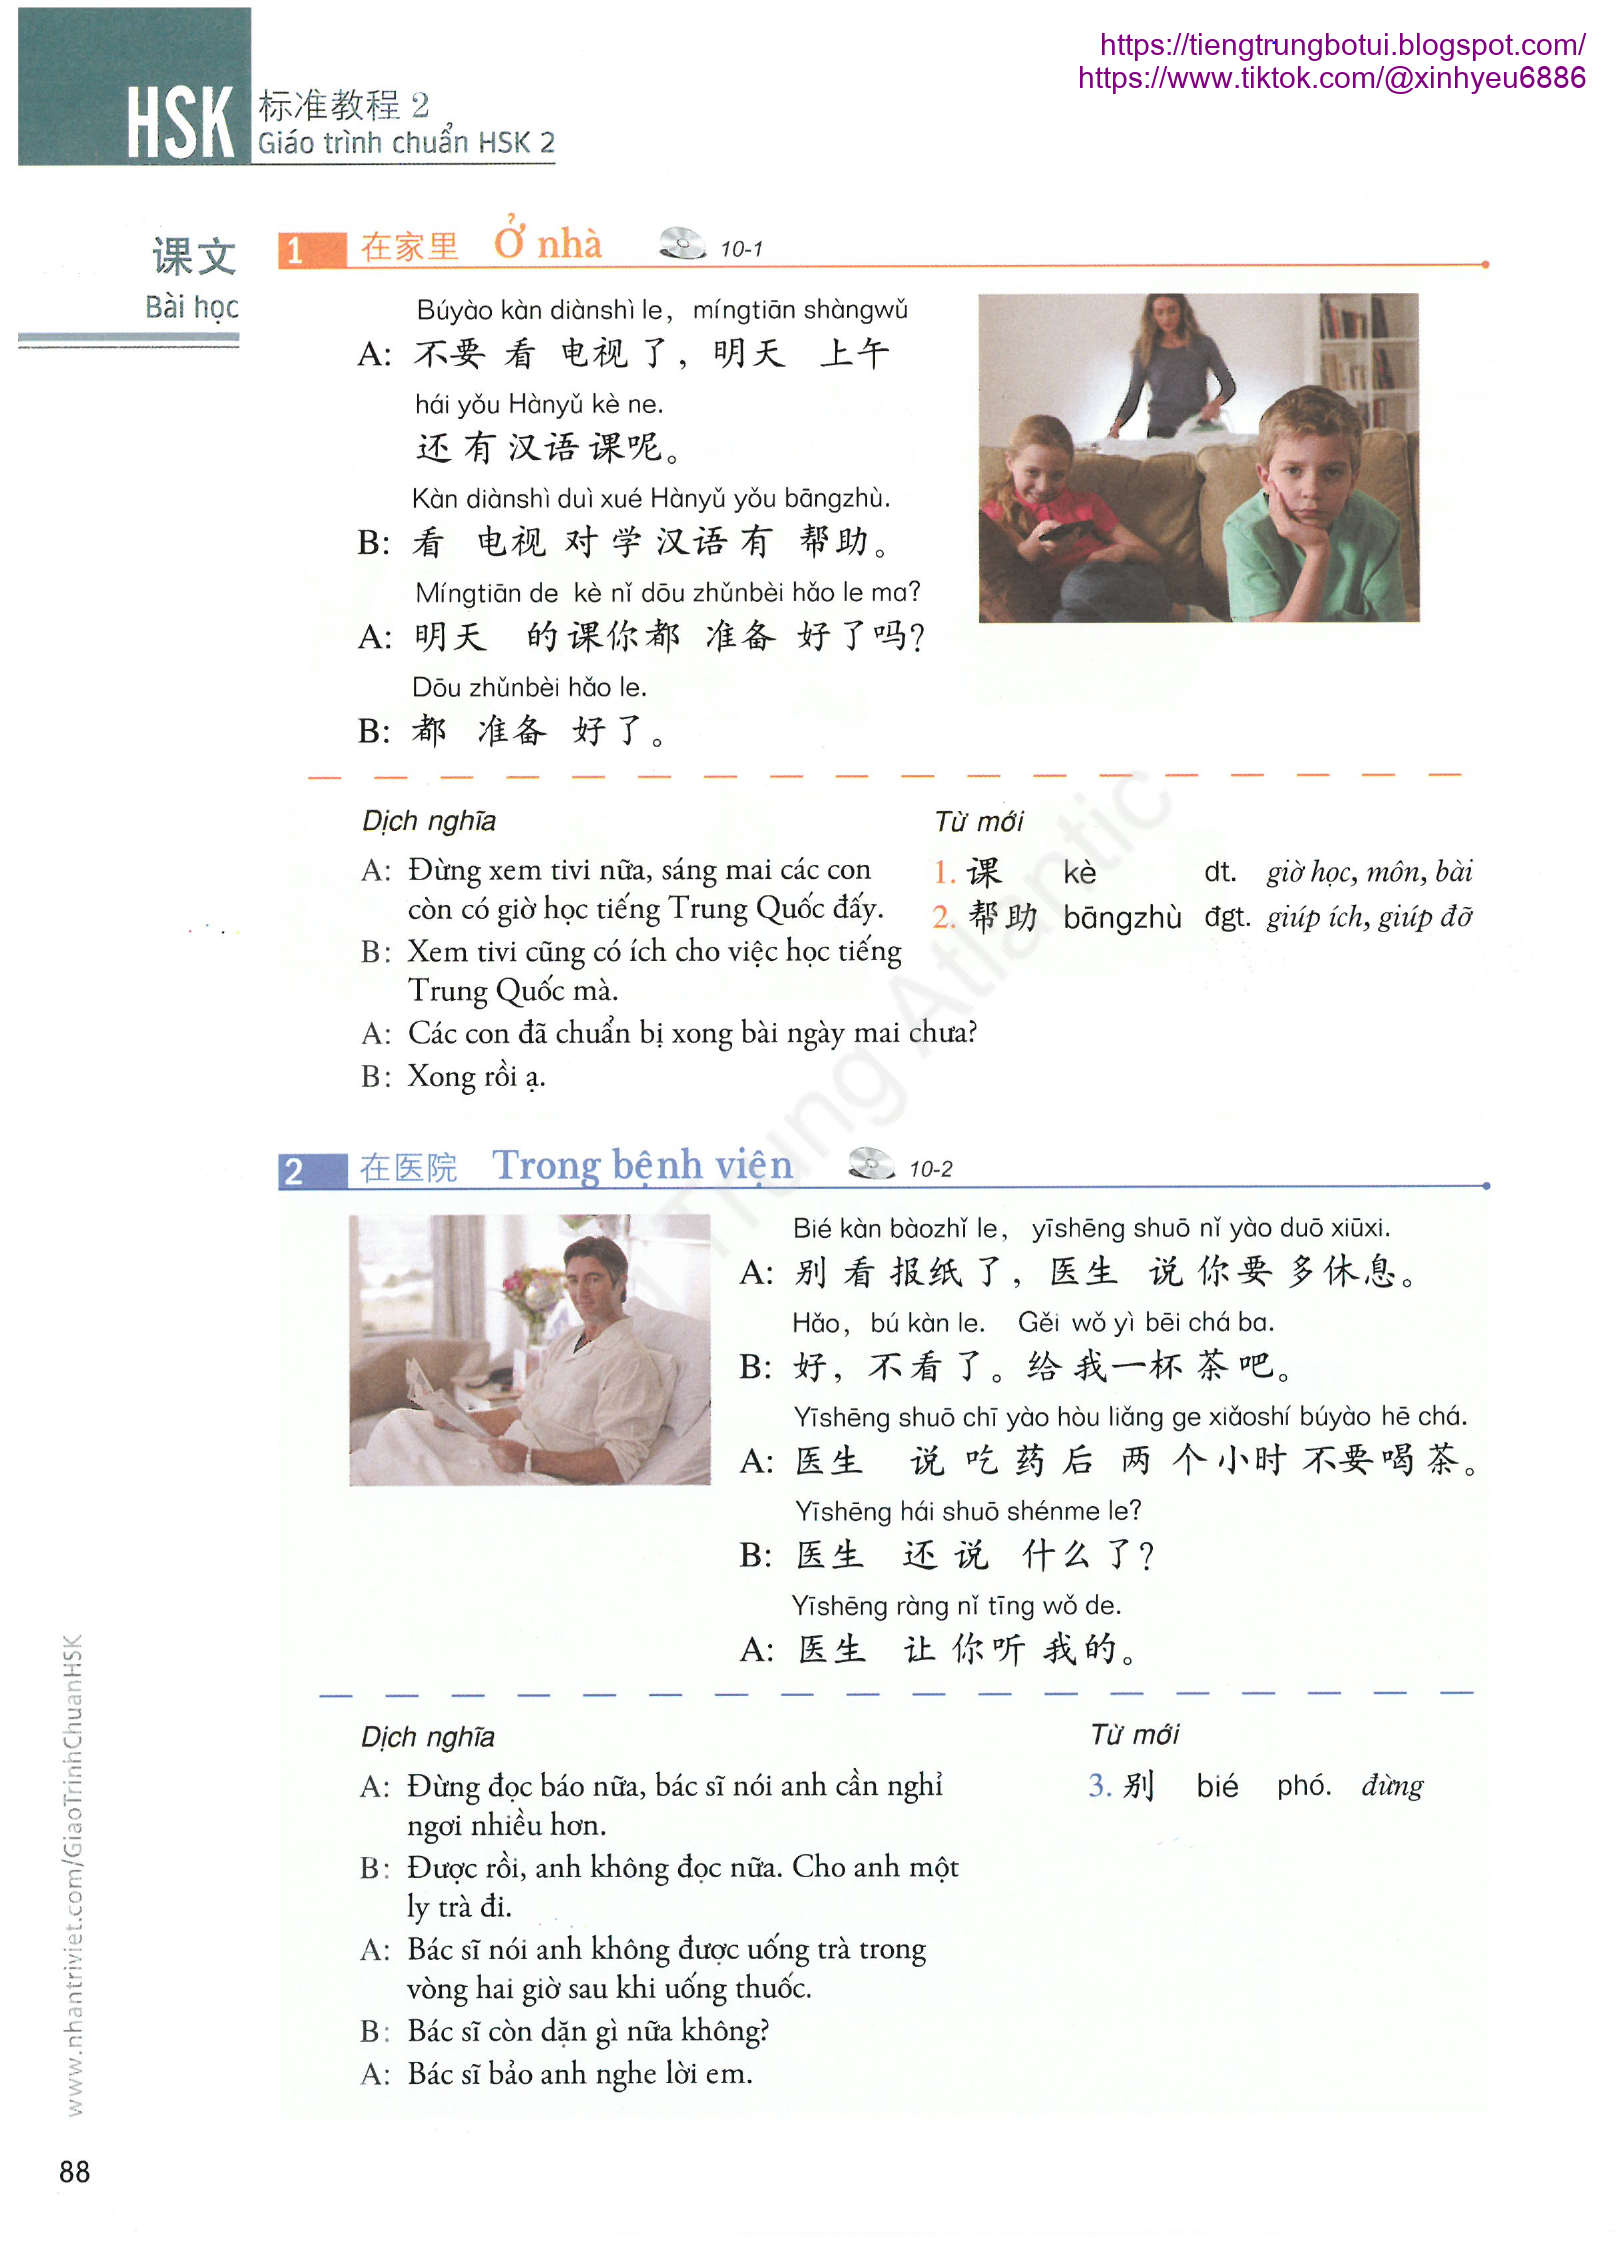 https://tiengtrungbotui.blogspot.com/
https://www.tiktok.com/@xinhyeu6886
HSK 标准教程 2
Giáo trình chuẩn HSK 2
课文
Bài học
1 在家里 Ở nhà 10-1
Búyào kàn diànshì le, míngtiān shàngwǔ
A: 不要 看 电视 了, 明天 上午
hái yǒu Hànyǔ kè ne.
还 有 汉语 课呢。
Kàn diànshì duì xué Hànyǔ yǒu bāngzhù.
B: 看 电视 对 学 汉语 有 帮助。
Míngtiān de kè nǐ dōu zhǔnbèi hǎo le ma?
A: 明天 的课你都 准备 好了吗?
Dōu zhǔnbèi hǎo le.
B: 都 准备 好了。
Dịch nghĩa
A: Đừng xem tivi nữa, sáng mai các con
còn có giờ học tiếng Trung Quốc đấy.
B: Xem tivi cũng có ích cho việc học tiếng
Trung Quốc mà.
A: Các con đã chuẩn bị xong bài ngày mai chưa?
B: Xong rồi ạ.
Từ mới
1. 课 kè dt. giờ học, môn, bài
2. 帮助 bāngzhù đgt. giúp ích, giúp đỡ
2 在医院 Trong bệnh viện 10-2
Bié kàn bàozhǐ le, yīshēng shuō nǐ yào duō xiūxi.
A: 别 看 报纸 了, 医生 说 你要 多休息。
Hǎo, bú kàn le. Gěi wǒ yì bēi chá ba.
B: 好, 不看了。给我一杯 茶吧。
Yīshēng shuō chī yào hòu liǎng ge xiǎoshí búyào hē chá.
A: 医生 说 吃 药 后 两 个小时 不要喝 茶。
Yīshēng hái shuō shénme le?
B: 医生 还 说 什么了?
Yīshēng ràng nǐ tīng wǒ de.
A: 医生 让 你听 我的。
Dịch nghĩa
A: Đừng đọc báo nữa, bác sĩ nói anh cần nghỉ
ngơi nhiều hơn.
B: Được rồi, anh không đọc nữa. Cho anh một
ly trà đi.
A: Bác sĩ nói anh không được uống trà trong
vòng hai giờ sau khi uống thuốc.
B: Bác sĩ còn dặn gì nữa không?
A: Bác sĩ bảo anh nghe lời em.
Từ mới
3. 别 bié phó. đừng
Trung Atlantic
www.nhantriviet.com/GiaoTrinhChuanHSK
88